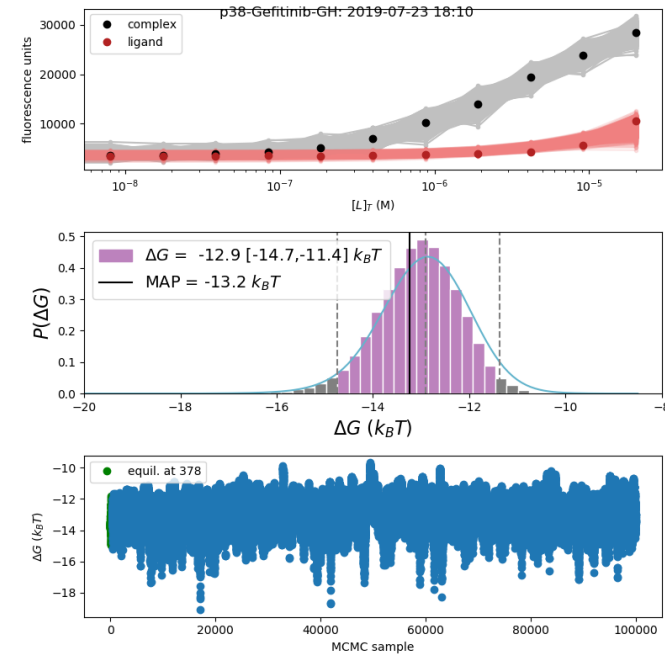 p38-Gefitinib-GH: 2019-07-23 18:10
complex
ligand
fluorescence units
30000
20000
10000
10⁻⁸
10⁻⁷
10⁻⁶
10⁻⁵
[L]T (M)
ΔG = -12.9 [-14.7,-11.4] kBT
MAP = -13.2 kBT
P(ΔG)
0.5
0.4
0.3
0.2
0.1
0.0
-20
-18
-16
-14
-12
-10
-8
ΔG (kBT)
equil. at 378
ΔG (kBT)
-10
-12
-14
-16
-18
0
20000
40000
60000
80000
100000
MCMC sample